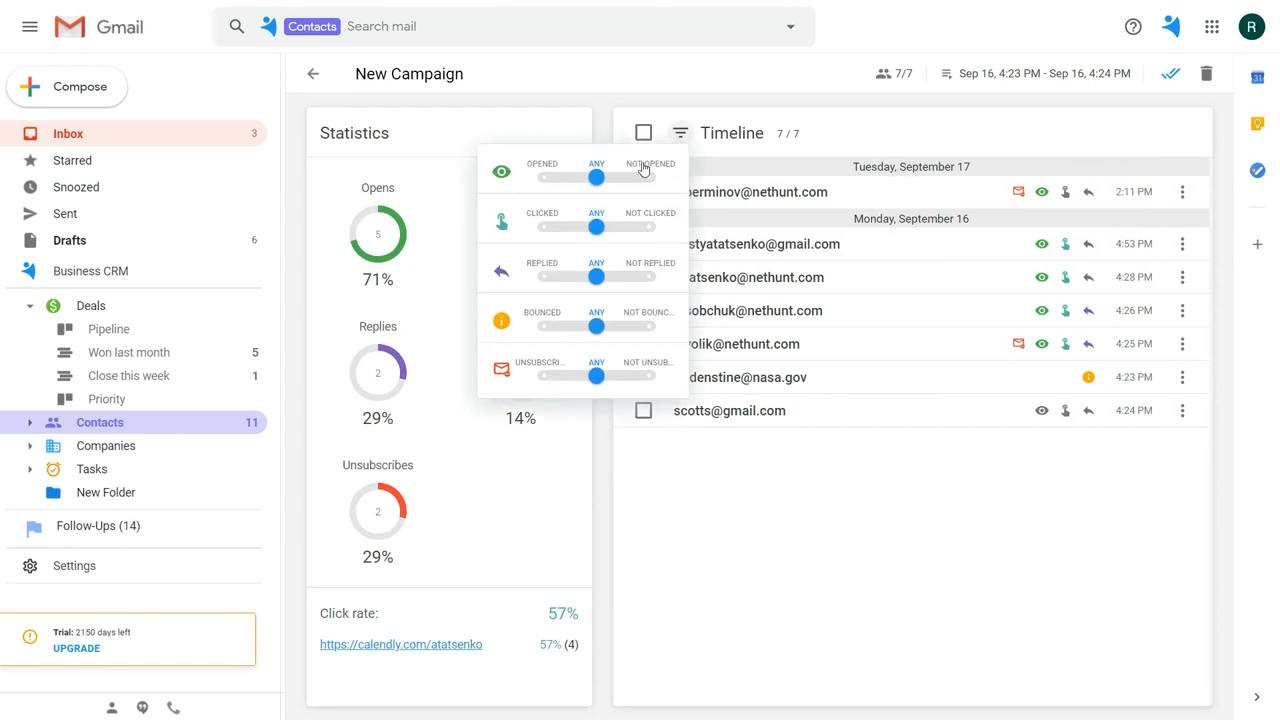 Gmail
Contacts Search mail
R
Compose
New Campaign
7/7
Sep 16, 4:23 PM - Sep 16, 4:24 PM
31
Inbox 3
Starred
Snoozed
Sent
Drafts 6
Business CRM
Deals
Pipeline
Won last month 5
Close this week 1
Priority
Contacts 11
Companies
Tasks
New Folder
Follow-Ups (14)
Settings
Trial: 2150 days left
UPGRADE
Statistics
Opens
5
71%
Replies
2
29%
14%
Unsubscribes
2
29%
Click rate: 57%
https://calendly.com/atatsenko 57% (4)
OPENED ANY NOT OPENED
CLICKED ANY NOT CLICKED
REPLIED ANY NOT REPLIED
BOUNCED ANY NOT BOUNC...
UNSUBSCRI... ANY NOT UNSUB...
Timeline 7 / 7
Tuesday, September 17
perminov@nethunt.com 2:11 PM
Monday, September 16
styatatsenko@gmail.com 4:53 PM
atsenko@nethunt.com 4:28 PM
sobchuk@nethunt.com 4:26 PM
olik@nethunt.com 4:25 PM
denstine@nasa.gov 4:23 PM
scotts@gmail.com 4:24 PM